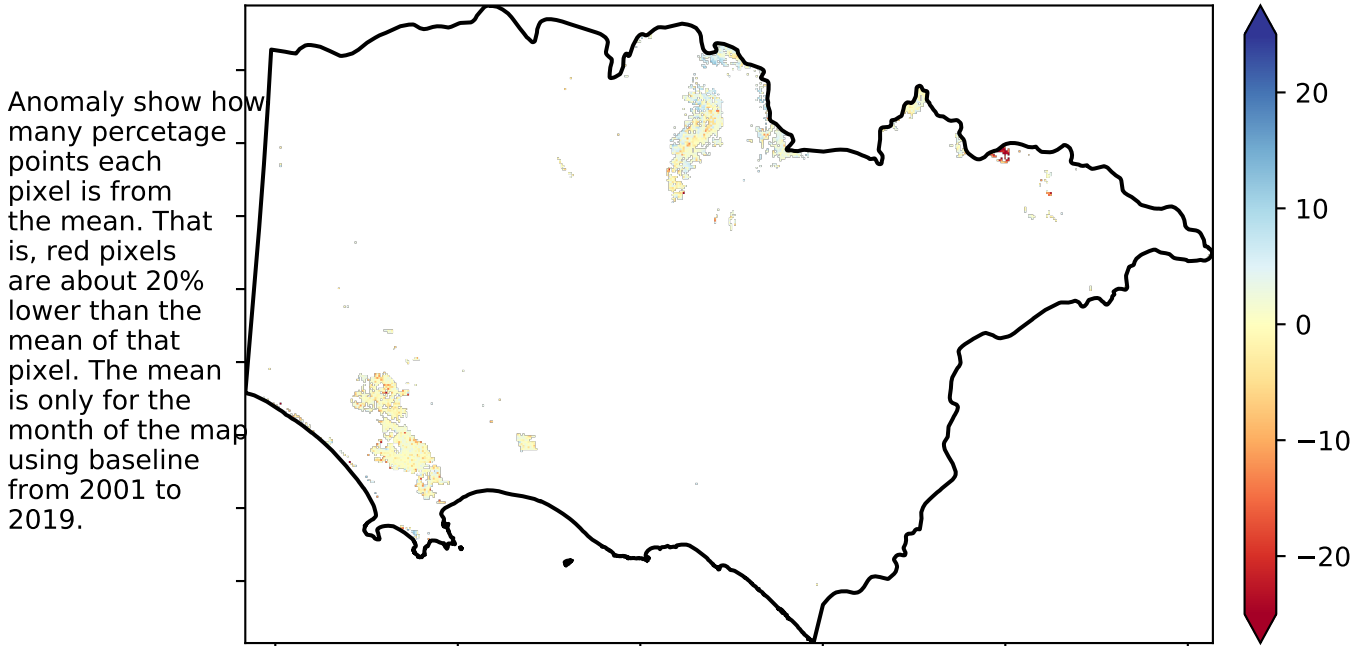 Anomaly show how
many percetage
points each
pixel is from
the mean. That
is, red pixels
are about 20%
lower than the
mean of that
pixel. The mean
is only for the
month of the map
using baseline
from 2001 to
2019.
20
10
0
−10
−20